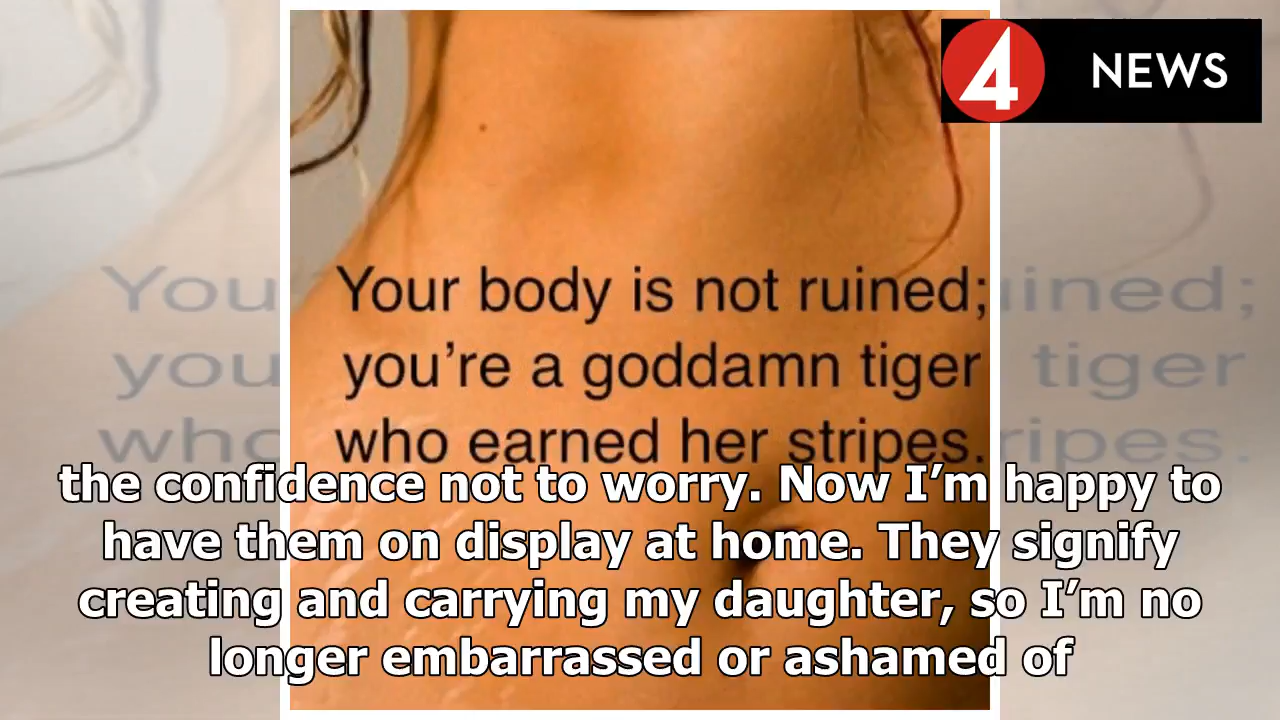 4 NEWS
Your body is not ruined;
you’re a goddamn tiger
who earned her stripes.
the confidence not to worry. Now I’m happy to
have them on display at home. They signify
creating and carrying my daughter, so I’m no
longer embarrassed or ashamed of